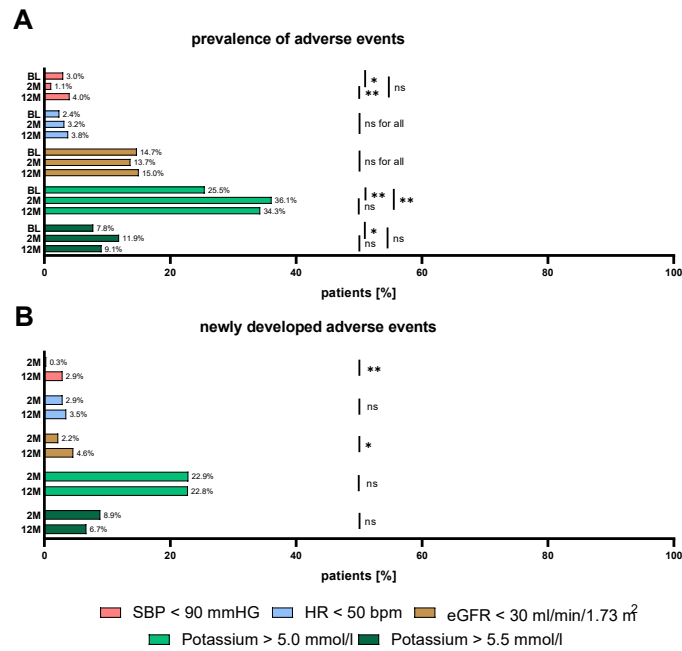 A
prevalence of adverse events
BL 3.0%
2M 1.1%
12M 4.0%
* ** ns
BL 2.4%
2M 3.2%
12M 3.8%
ns for all
BL 14.7%
2M 13.7%
12M 15.0%
ns for all
BL 25.5%
2M 36.1%
12M 34.3%
** ns **
BL 7.8%
2M 11.9%
12M 9.1%
* ns ns
0 20 40 60 80 100
patients [%]
B
newly developed adverse events
2M 0.3%
12M 2.9%
**
2M 2.9%
12M 3.5%
ns
2M 2.2%
12M 4.6%
*
2M 22.9%
12M 22.8%
ns
2M 8.9%
12M 6.7%
ns
0 20 40 60 80 100
patients [%]
SBP < 90 mmHG HR < 50 bpm eGFR < 30 ml/min/1.73 m²
Potassium > 5.0 mmol/l Potassium > 5.5 mmol/l